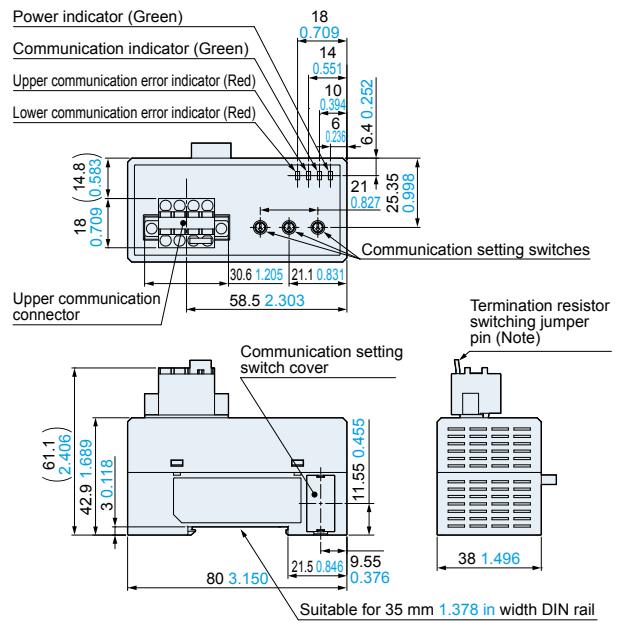 Power indicator (Green)
Communication indicator (Green)
Upper communication error indicator (Red)
Lower communication error indicator (Red)
18
0.709
14
0.551
10
0.394
6
0.236
6.4 0.252
(14.8)
0.583
18
0.709
21
0.827
25.35
0.998
Communication setting switches
30.6 1.205
21.1 0.831
58.5 2.303
Upper communication
connector
Termination resistor
switching jumper
pin (Note)
Communication setting
switch cover
(61.1)
2.406
42.9 1.689
3 0.118
11.55 0.455
21.5 0.846
9.55
0.376
80 3.150
38 1.496
Suitable for 35 mm 1.378 in width DIN rail